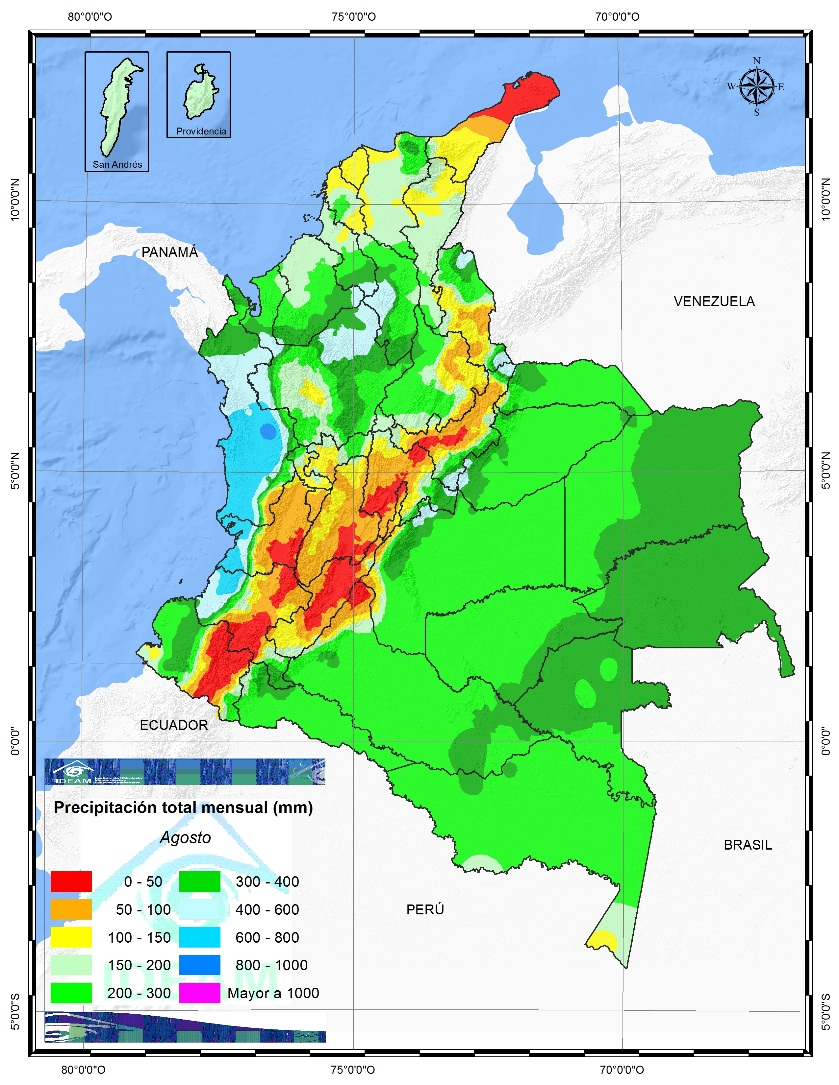 80°0'0"O 75°0'0"O 70°0'0"O
N
W E
S
San Andrés
Providencia
10°0'0"N 10°0'0"N
PANAMÁ
VENEZUELA
5°0'0"N 5°0'0"N
ECUADOR
0°0'0" 0°0'0"
IDEAM
Precipitación total mensual (mm)
Agosto
BRASIL
PERÚ
0 - 50 300 - 400
50 - 100 400 - 600
100 - 150 600 - 800
150 - 200 800 - 1000
IDEAM
200 - 300 Mayor a 1000
5°0'0"S 5°0'0"S
80°0'0"O 75°0'0"O 70°0'0"O